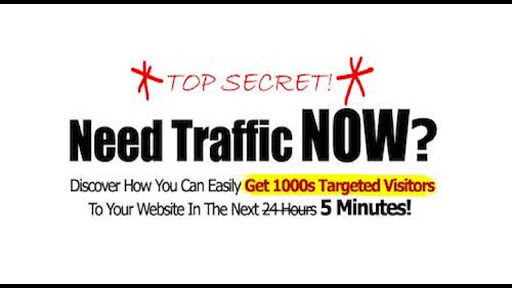 TOP SECRET!
Need Traffic NOW?
Discover How You Can Easily Get 1000s Targeted Visitors
To Your Website In The Next 24 Hours 5 Minutes!